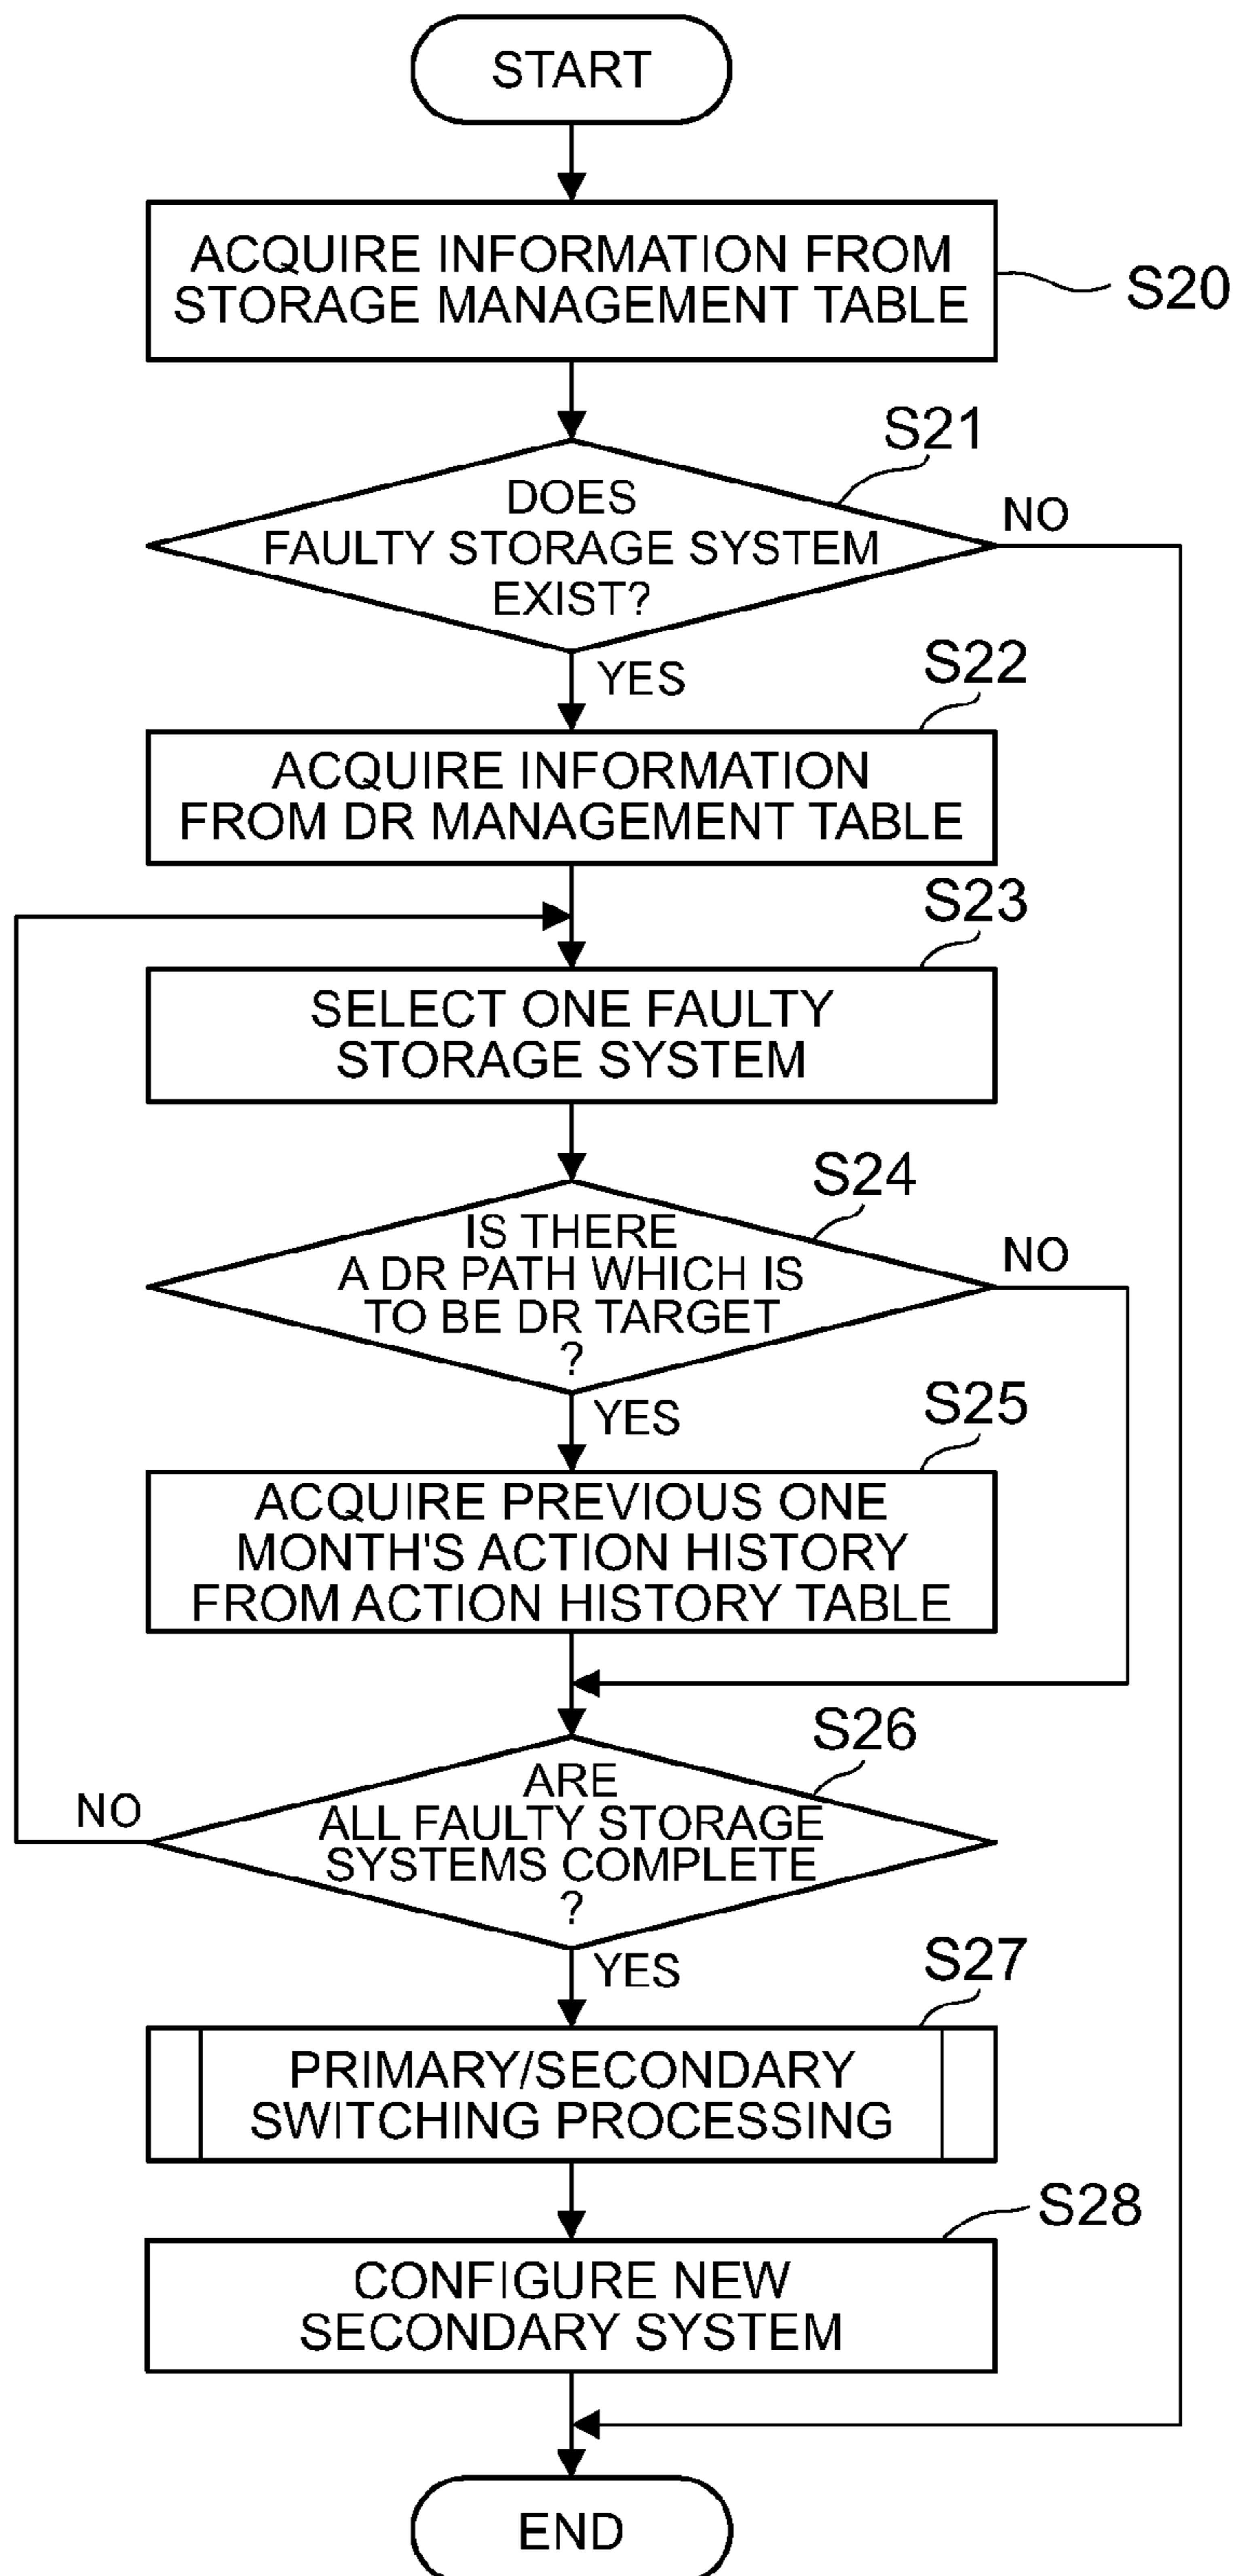 START
ACQUIRE INFORMATION FROM
STORAGE MANAGEMENT TABLE
S20
S21
DOES
FAULTY STORAGE SYSTEM
EXIST?
NO
YES
S22
ACQUIRE INFORMATION
FROM DR MANAGEMENT TABLE
S23
SELECT ONE FAULTY
STORAGE SYSTEM
S24
IS THERE
A DR PATH WHICH IS
TO BE DR TARGET
?
NO
YES
S25
ACQUIRE PREVIOUS ONE
MONTH'S ACTION HISTORY
FROM ACTION HISTORY TABLE
S26
ARE
ALL FAULTY STORAGE
SYSTEMS COMPLETE
?
NO
YES
S27
PRIMARY/SECONDARY
SWITCHING PROCESSING
S28
CONFIGURE NEW
SECONDARY SYSTEM
END